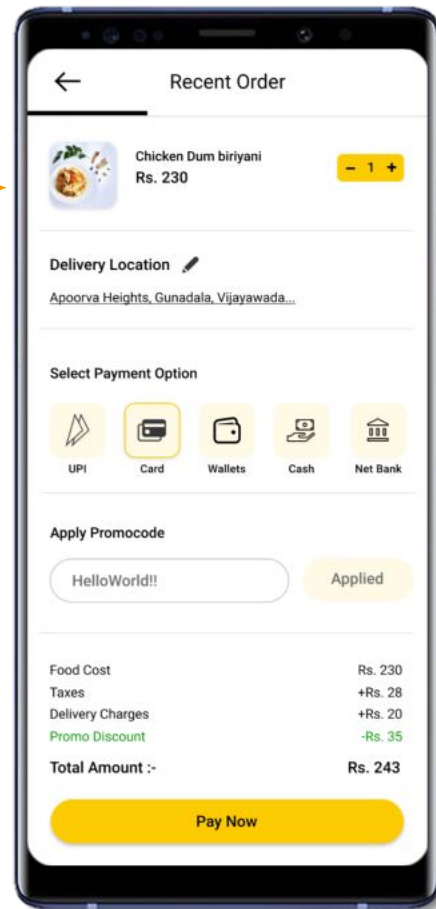 Recent Order
Chicken Dum biriyani
Rs. 230
– 1 +
Delivery Location
Apoorva Heights, Gunadala, Vijayawada...
Select Payment Option
UPI Card Wallets Cash Net Bank
Apply Promocode
HelloWorld!! Applied
Food Cost Rs. 230
Taxes +Rs. 28
Delivery Charges +Rs. 20
Promo Discount -Rs. 35
Total Amount :- Rs. 243
Pay Now